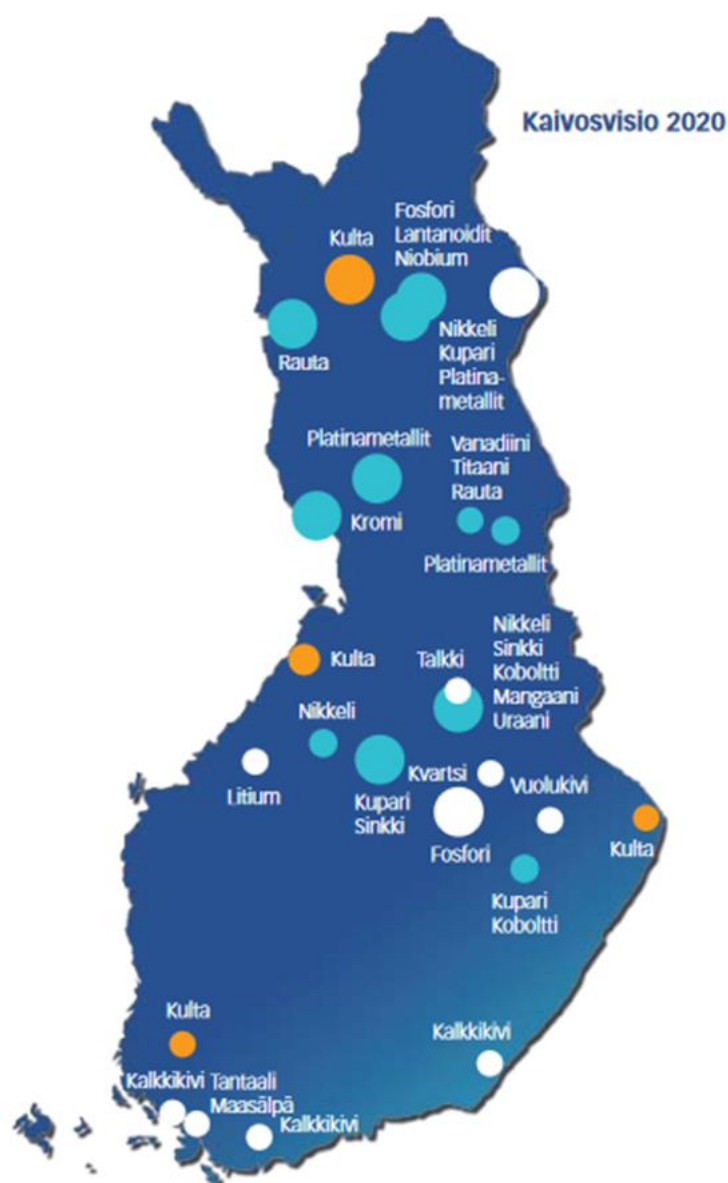 Kaivosvisio 2020
Fosfori
Lantanoidit
Niobium
Kulta
Rauta
Nikkeli
Kupari
Platina-
metallit
Platinametallit
Kromi
Vanadiini
Titaani
Rauta
Platinametallit
Kulta
Talkki
Nikkeli
Sinkki
Koboltti
Mangaani
Uraani
Nikkeli
Litium
Kupari
Sinkki
Kvartsi
Fosfori
Vuolukivi
Kulta
Kupari
Koboltti
Kulta
Kalkkikivi
Kalkkikivi
Tantaali
Maasälpä
Kalkkikivi